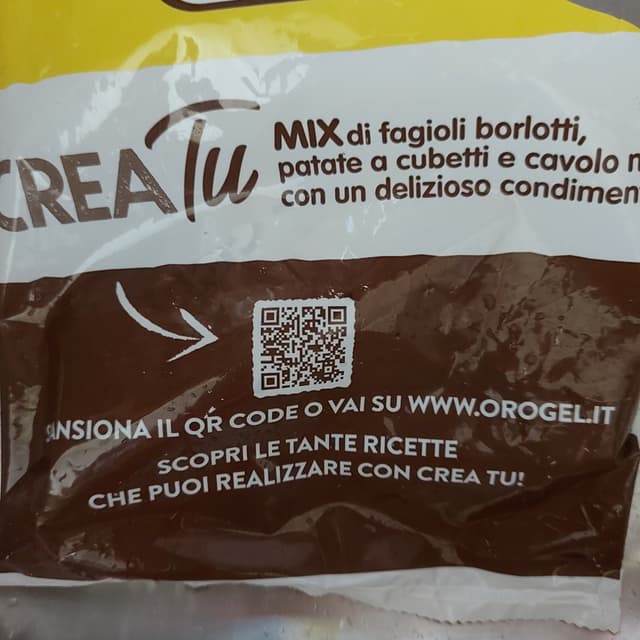 CREA Tu
MIX di fagioli borlotti,
patate a cubetti e cavolo
con un delizioso
IL QR CODE O VAI SU WWW.OROGEL.IT
SCOPRI LE TANTE RICETTE
CHE PUOI REALIZZARE CON CREA TU!